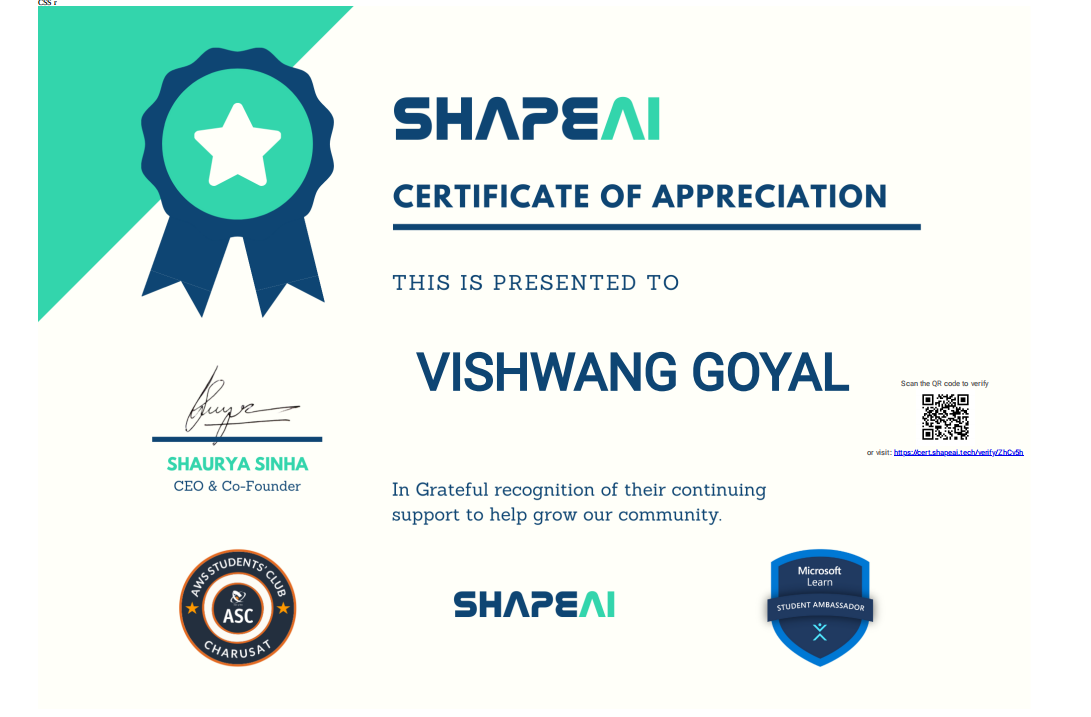 CSS r
SHAPEAI
CERTIFICATE OF APPRECIATION
THIS IS PRESENTED TO
VISHWANG GOYAL
Scan the QR code to verify
or visit: https://cert.shapeai.tech/verify/ZhCv5h
SHAURYA SINHA
CEO & Co-Founder
In Grateful recognition of their continuing
support to help grow our community.
AWS STUDENTS' CLUB
ASC
CHARUSAT
SHAPEAI
Microsoft
Learn
STUDENT AMBASSADOR